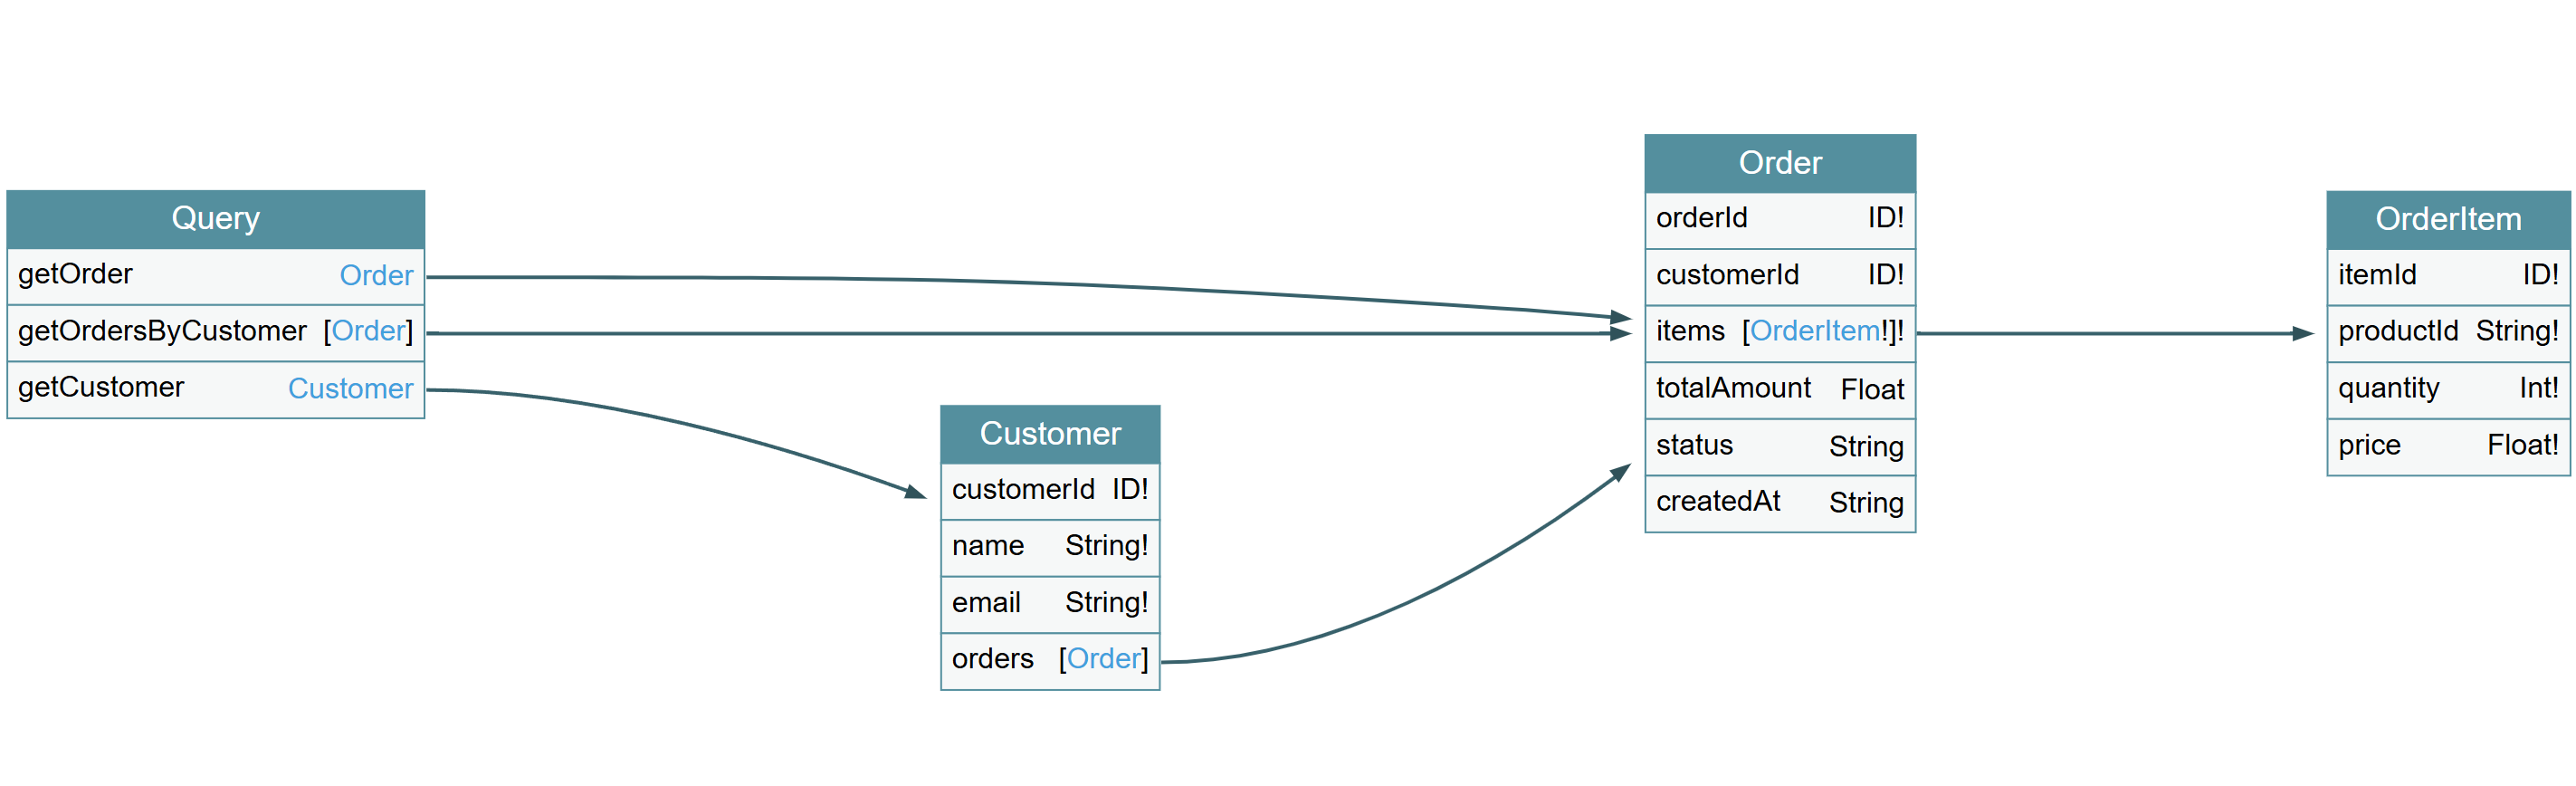 Query
getOrder Order
getOrdersByCustomer [Order]
getCustomer Customer
Customer
customerId ID!
name String!
email String!
orders [Order]
Order
orderId ID!
customerId ID!
items [OrderItem!]!
totalAmount Float
status String
createdAt String
OrderItem
itemId ID!
productId String!
quantity Int!
price Float!